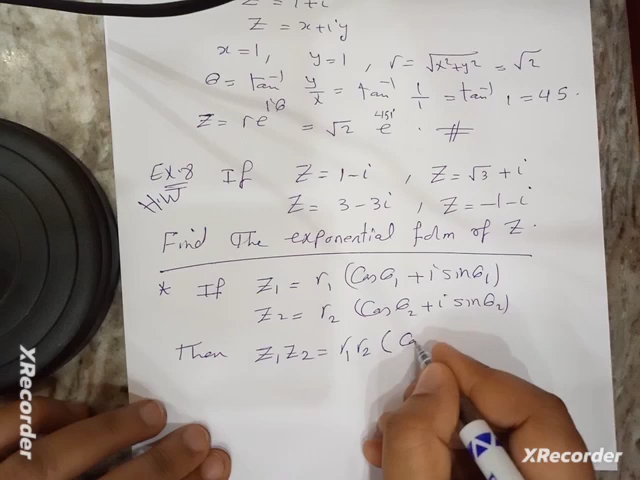 Z = 1+i
Z = x+iy
x=1, y=1, r= √x²+y² = √2
θ= tan⁻¹ y/x = tan⁻¹ 1/1 = tan⁻¹ 1 = 45.
Z= re^iθ = √2 e^45i . #
Ex-8 If Z= 1-i , Z= √3 + i
H.W Z= 3-3i , Z= -1-i
Find The exponential form of Z.
* If Z₁ = r₁ (Cosθ₁ + i sinθ₁)
Z₂ = r₂ (Cosθ₂ + i sinθ₂)
Then Z₁Z₂ = r₁r₂ ( Co
XRecorder
XRecorder